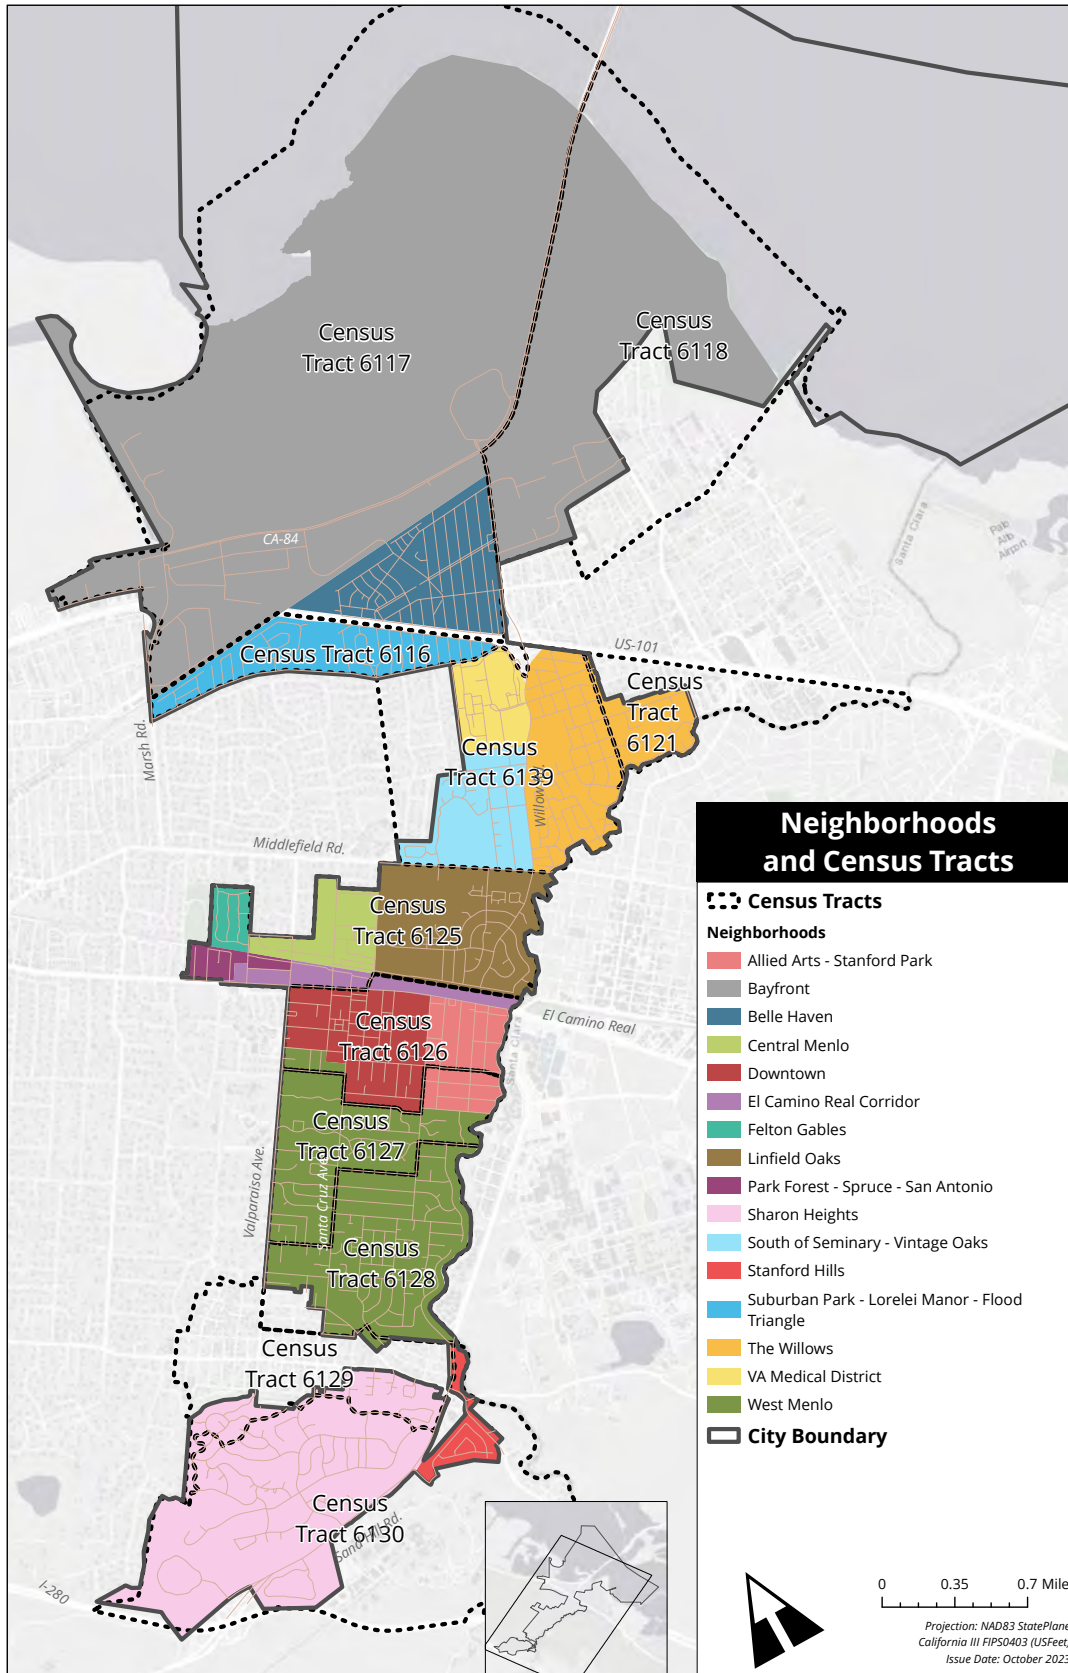 Census
Tract 6117
Census
Tract 6118
CA-84
Santa Clara
Palo
Alto
Airport
US-101
Census Tract 6116
Census
Tract
6121
Marsh Rd.
Census
Tract 6139
Willow Rd.
Middlefield Rd.
Census
Tract 6125
El Camino Real
Santa Clara
Census
Tract 6126
Census
Tract 6127
Valparaiso Ave.
Santa Cruz Ave.
Census
Tract 6128
Census
Tract 6129
Census
Tract 6130
Sand Hill Rd.
I-280
Neighborhoods
and Census Tracts
Census Tracts
Neighborhoods
Allied Arts - Stanford Park
Bayfront
Belle Haven
Central Menlo
Downtown
El Camino Real Corridor
Felton Gables
Linfield Oaks
Park Forest - Spruce - San Antonio
Sharon Heights
South of Seminary - Vintage Oaks
Stanford Hills
Suburban Park - Lorelei Manor - Flood
Triangle
The Willows
VA Medical District
West Menlo
City Boundary
0 0.35 0.7 Mile
Projection: NAD83 StatePlane
California III FIPS0403 (USFeet)
Issue Date: October 2023